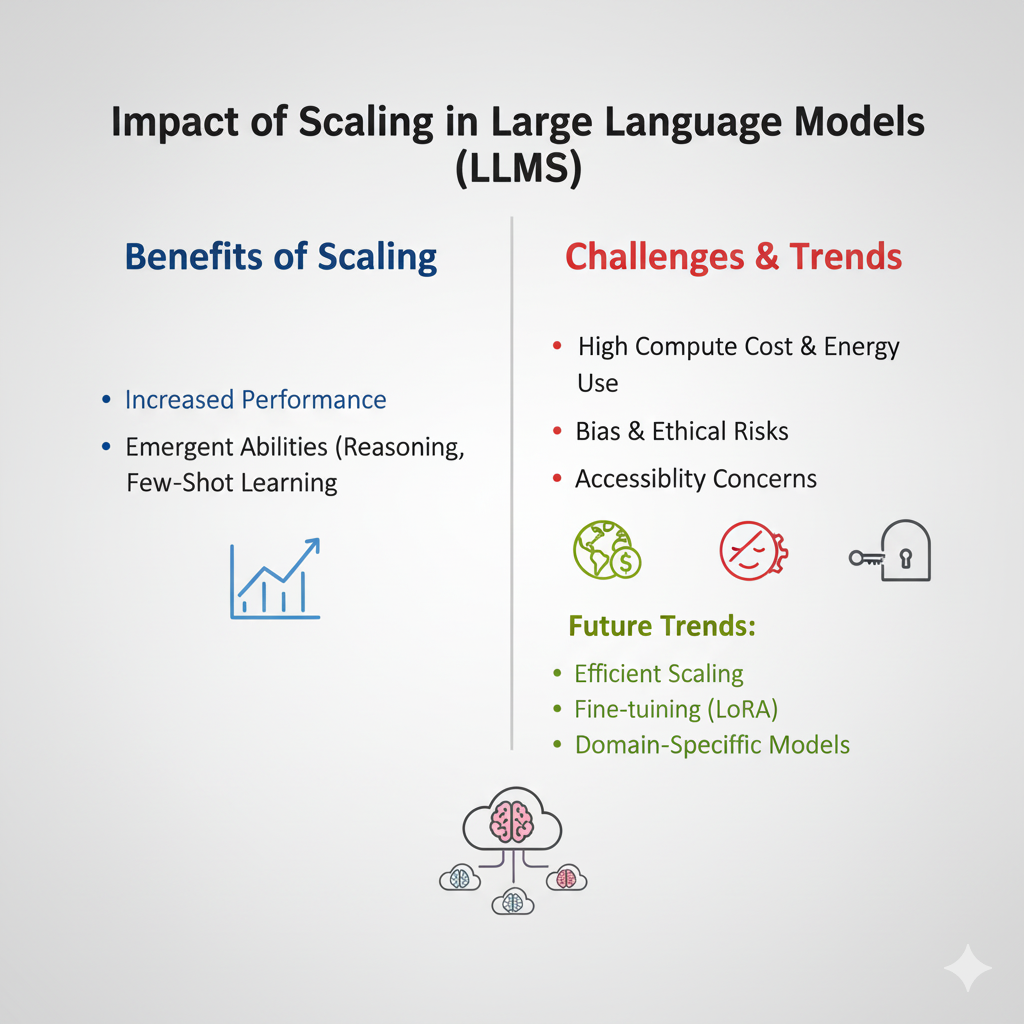 Impact of Scaling in Large Language Models
(LLMS)
Benefits of Scaling
• Increased Performance
• Emergent Abilities (Reasoning,
Few-Shot Learning
Challenges & Trends
• High Compute Cost & Energy
Use
• Bias & Ethical Risks
• Accessiblity Concerns
$
Future Trends:
• Efficient Scaling
• Fine-tuining (LoRA)
• Domain-Speciffic Models